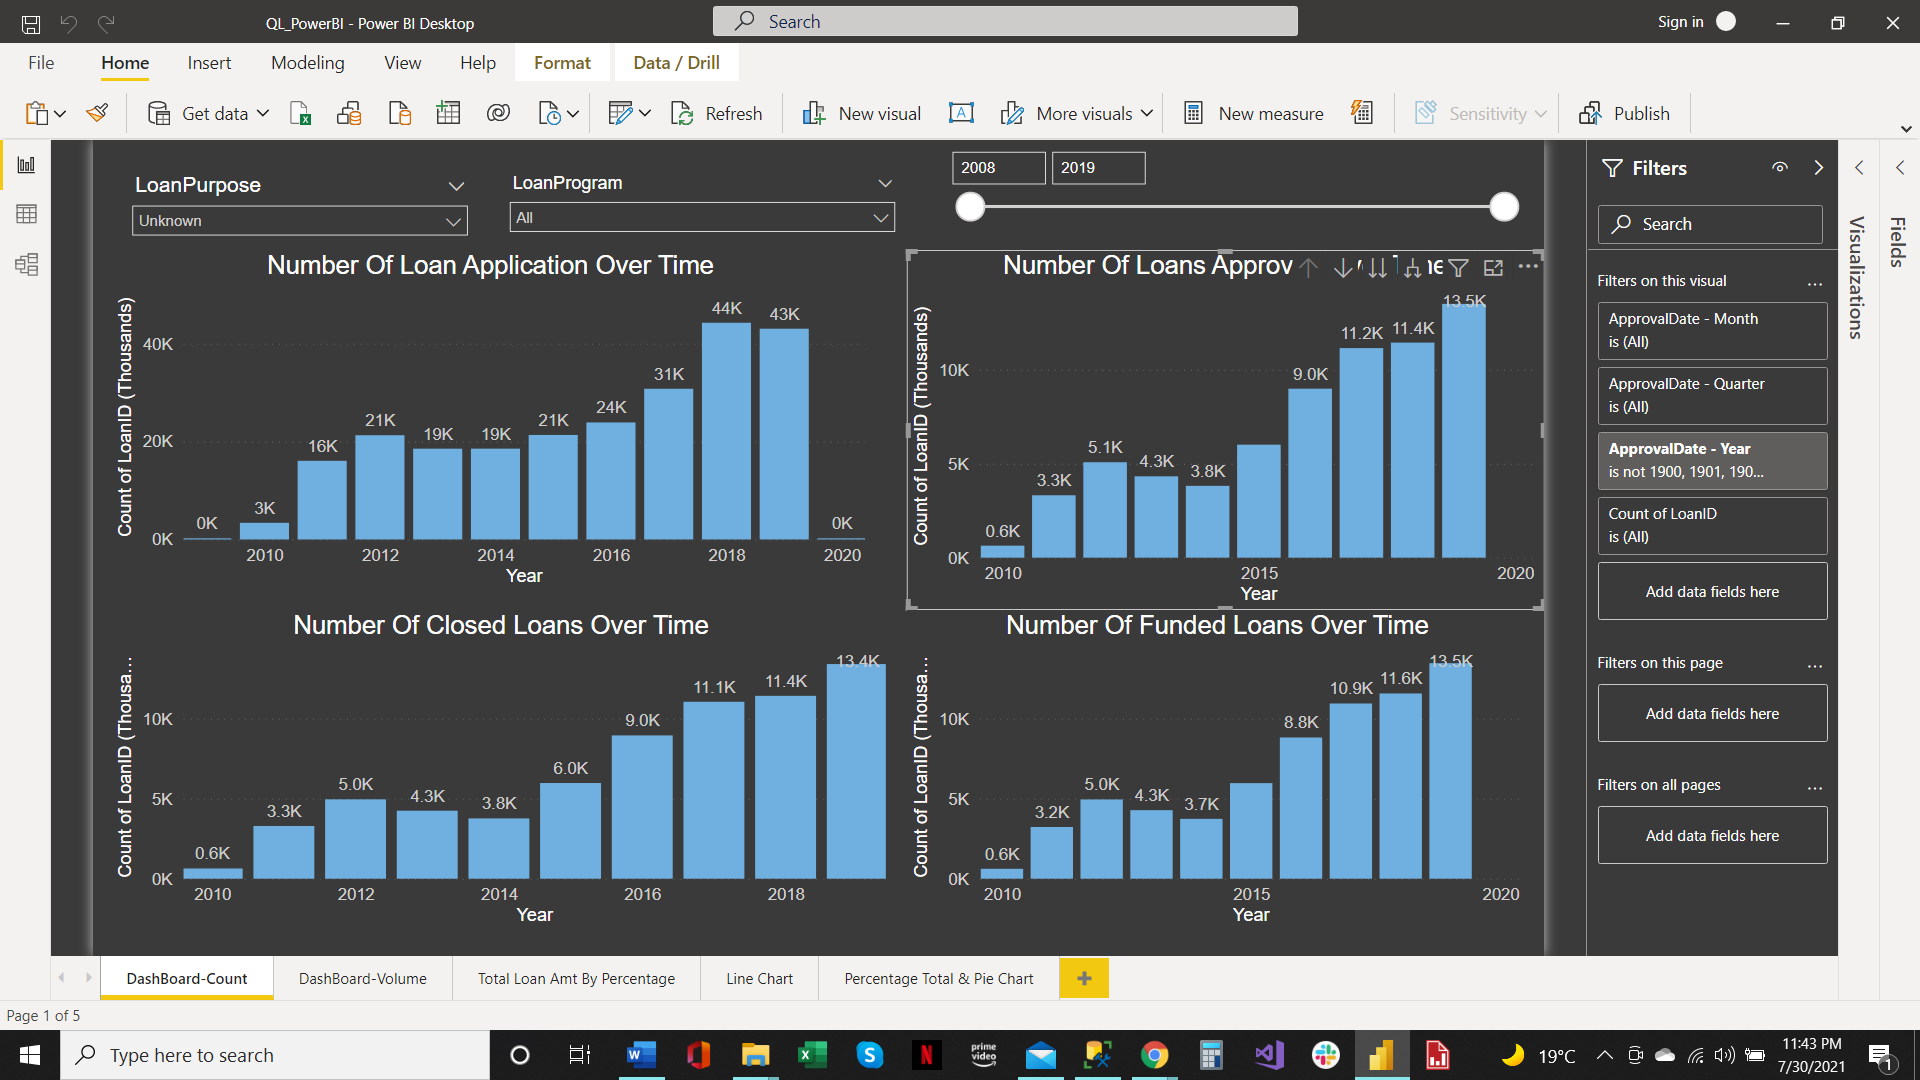 QL_PowerBI - Power BI Desktop
Search
Sign in
File
Home
Insert
Modeling
View
Help
Format
Data / Drill
Get data
Refresh
New visual
More visuals
New measure
Sensitivity
Publish
LoanPurpose
Unknown
LoanProgram
All
2008
2019
Number Of Loan Application Over Time
Count of LoanID (Thousands)
40K
20K
0K
0K
3K
16K
21K
19K
19K
21K
24K
31K
44K
43K
0K
2010
2012
2014
2016
2018
2020
Year
Number Of Loans Approv
me
Count of LoanID (Thousands)
10K
5K
0K
0.6K
3.3K
5.1K
4.3K
3.8K
9.0K
11.2K
11.4K
13.5K
2010
2015
2020
Year
Number Of Closed Loans Over Time
Count of LoanID (Thousa...
10K
5K
0K
0.6K
3.3K
5.0K
4.3K
3.8K
6.0K
9.0K
11.1K
11.4K
13.4K
2010
2012
2014
2016
2018
Year
Number Of Funded Loans Over Time
Count of LoanID (Thousa...
10K
5K
0K
0.6K
3.2K
5.0K
4.3K
3.7K
8.8K
10.9K
11.6K
13.5K
2010
2015
2020
Year
Filters
Search
Filters on this visual
ApprovalDate - Month
is (All)
ApprovalDate - Quarter
is (All)
ApprovalDate - Year
is not 1900, 1901, 190...
Count of LoanID
is (All)
Add data fields here
Filters on this page
Add data fields here
Filters on all pages
Add data fields here
Visualizations
Fields
DashBoard-Count
DashBoard-Volume
Total Loan Amt By Percentage
Line Chart
Percentage Total & Pie Chart
Page 1 of 5
Type here to search
prime
video
19°C
11:43 PM
7/30/2021
1